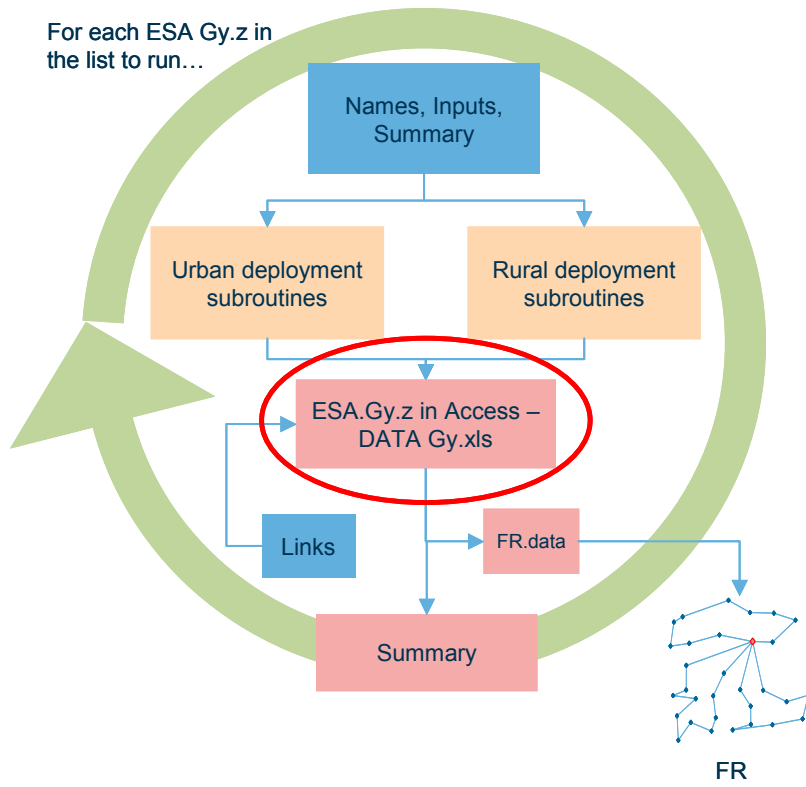 For each ESA Gy.z in
the list to run…
Names, Inputs,
Summary
Urban deployment
subroutines
Rural deployment
subroutines
ESA.Gy.z in Access –
DATA Gy.xls
Links
FR.data
Summary
FR